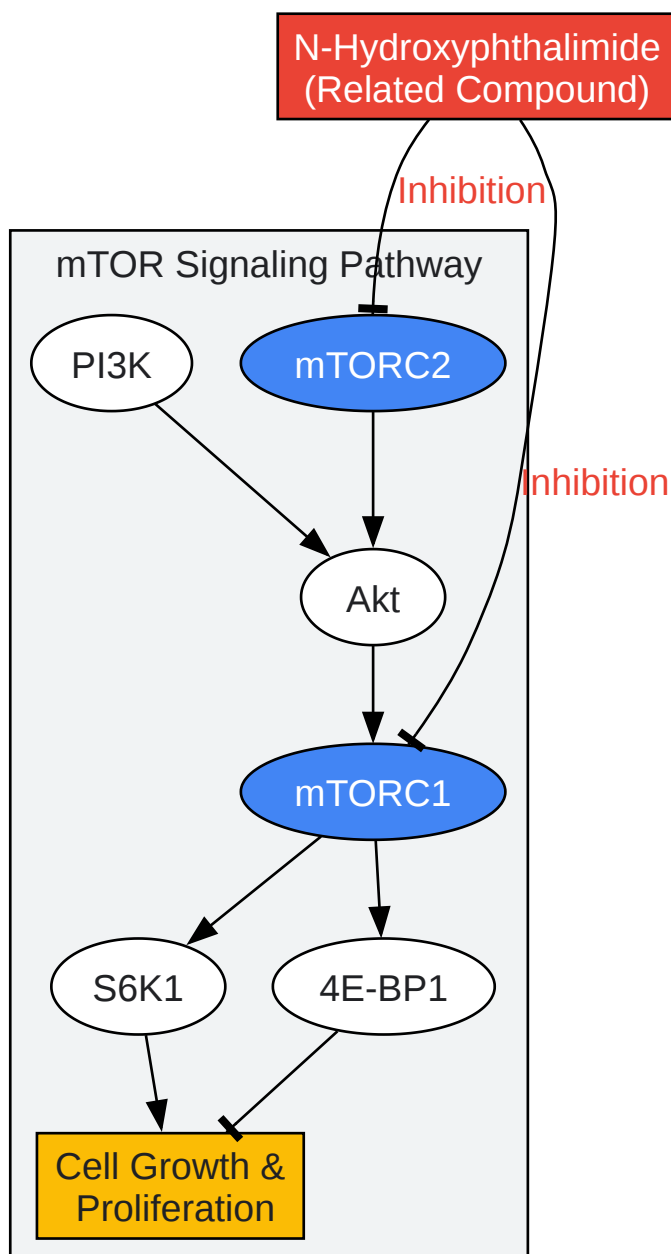 N-Hydroxyphthalimide
(Related Compound)
Inhibition
mTOR Signaling Pathway
PI3K
mTORC2
Inhibition
Akt
mTORC1
S6K1
4E-BP1
Cell Growth &
Proliferation